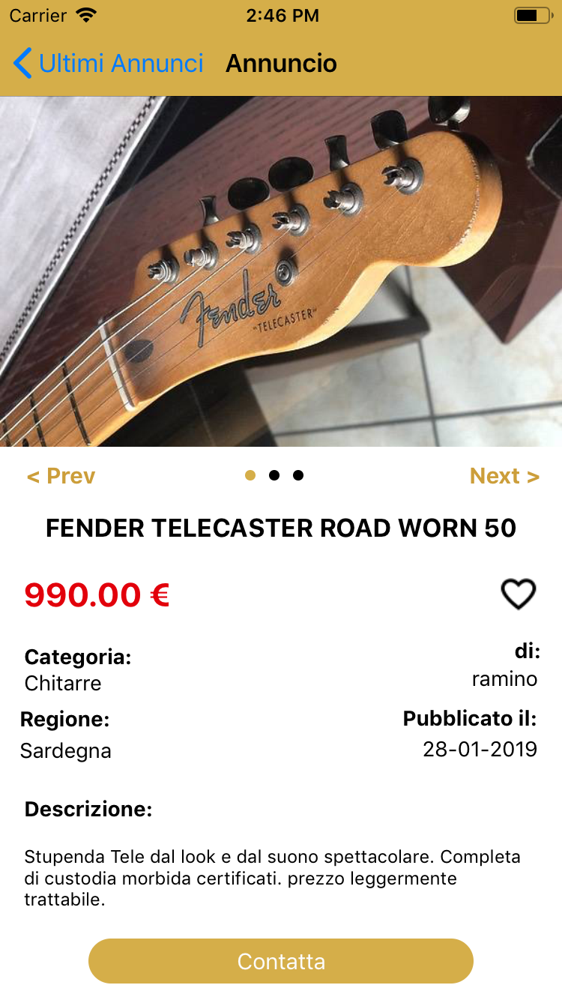 Carrier 2:46 PM
Ultimi Annunci Annuncio
Fender
"TELECASTER"
< Prev Next >
FENDER TELECASTER ROAD WORN 50
990.00 €
Categoria: di:
Chitarre ramino
Regione: Pubblicato il:
Sardegna 28-01-2019
Descrizione:
Stupenda Tele dal look e dal suono spettacolare. Completa
di custodia morbida certificati. prezzo leggermente
trattabile.
Contatta